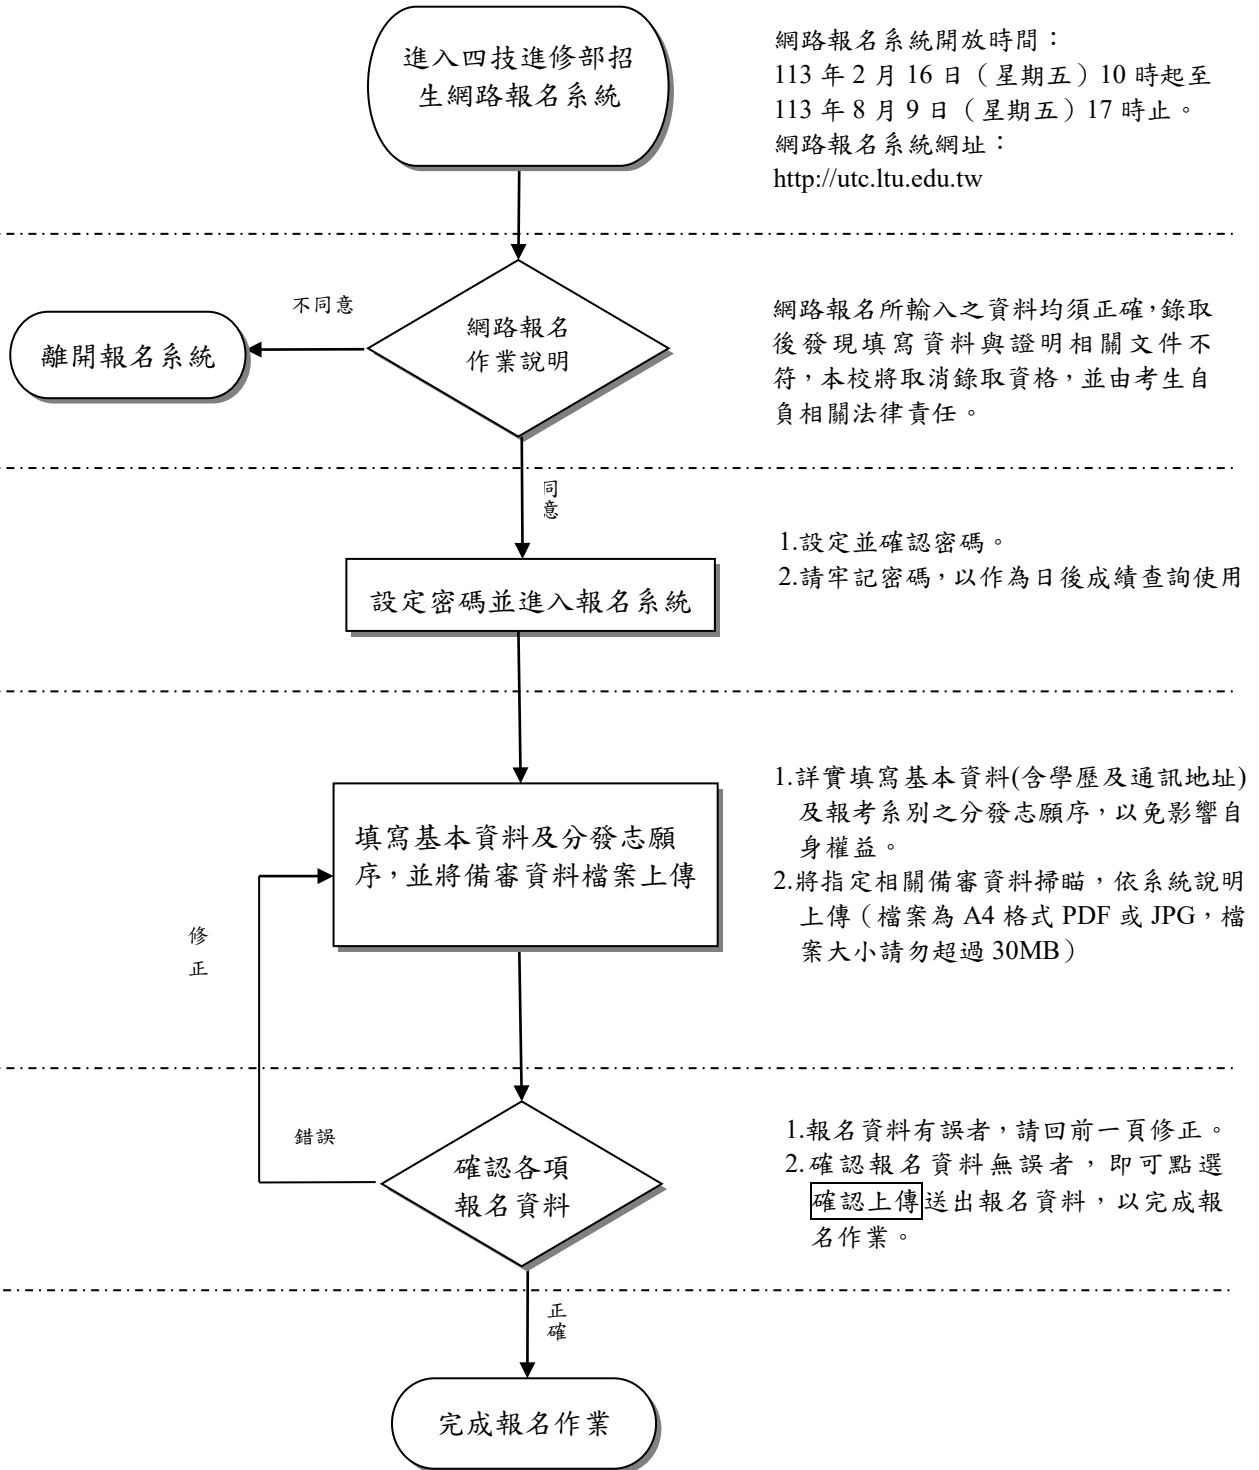 進入四技進修部招
生網路報名系統
網路報名系統開放時間：
113 年 2 月 16 日（星期五）10 時起至
113 年 8 月 9 日（星期五）17 時止。
網路報名系統網址：
http://utc.ltu.edu.tw
不同意
離開報名系統
網路報名
作業說明
網路報名所輸入之資料均須正確，錄取
後發現填寫資料與證明相關文件不
符，本校將取消錄取資格，並由考生自
負相關法律責任。
同
意
設定密碼並進入報名系統
1.設定並確認密碼。
2.請牢記密碼，以作為日後成績查詢使用
填寫基本資料及分發志願
序，並將備審資料檔案上傳
1.詳實填寫基本資料(含學歷及通訊地址)
及報考系別之分發志願序，以免影響自
身權益。
2.將指定相關備審資料掃瞄，依系統說明
上傳（檔案為 A4 格式 PDF 或 JPG，檔
案大小請勿超過 30MB）
修
正
錯誤
確認各項
報名資料
1.報名資料有誤者，請回前一頁修正。
2.確認報名資料無誤者，即可點選
確認上傳送出報名資料，以完成報
名作業。
正
確
完成報名作業